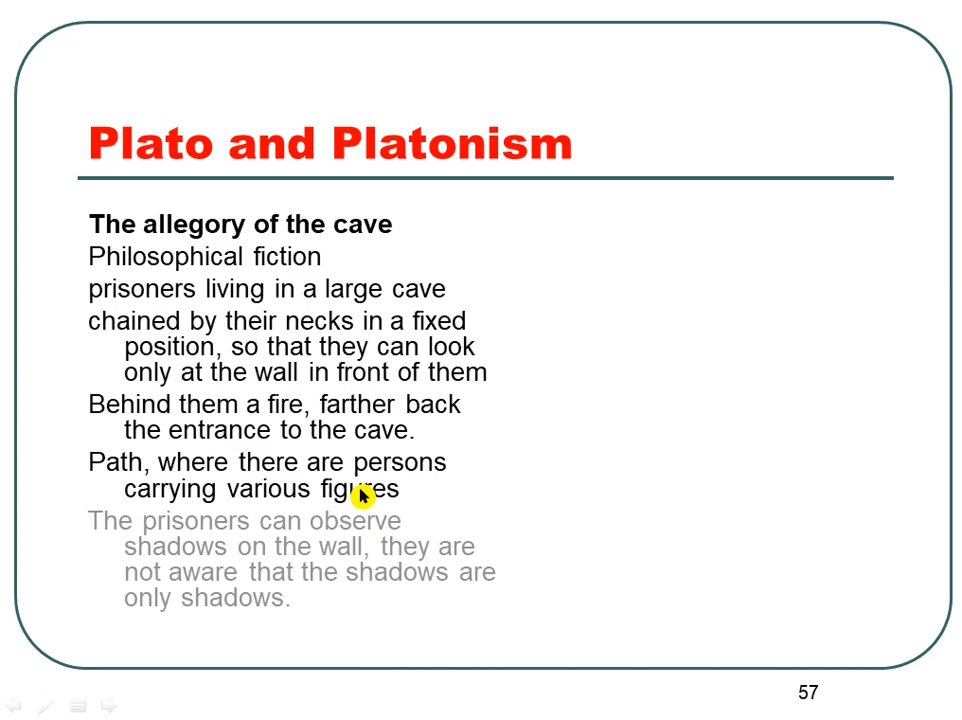 Plato and Platonism
The allegory of the cave
Philosophical fiction
prisoners living in a large cave
chained by their necks in a fixed
position, so that they can look
only at the wall in front of them
Behind them a fire, farther back
the entrance to the cave.
Path, where there are persons
carrying various figures
The prisoners can observe
shadows on the wall, they are
not aware that the shadows are
only shadows.
57